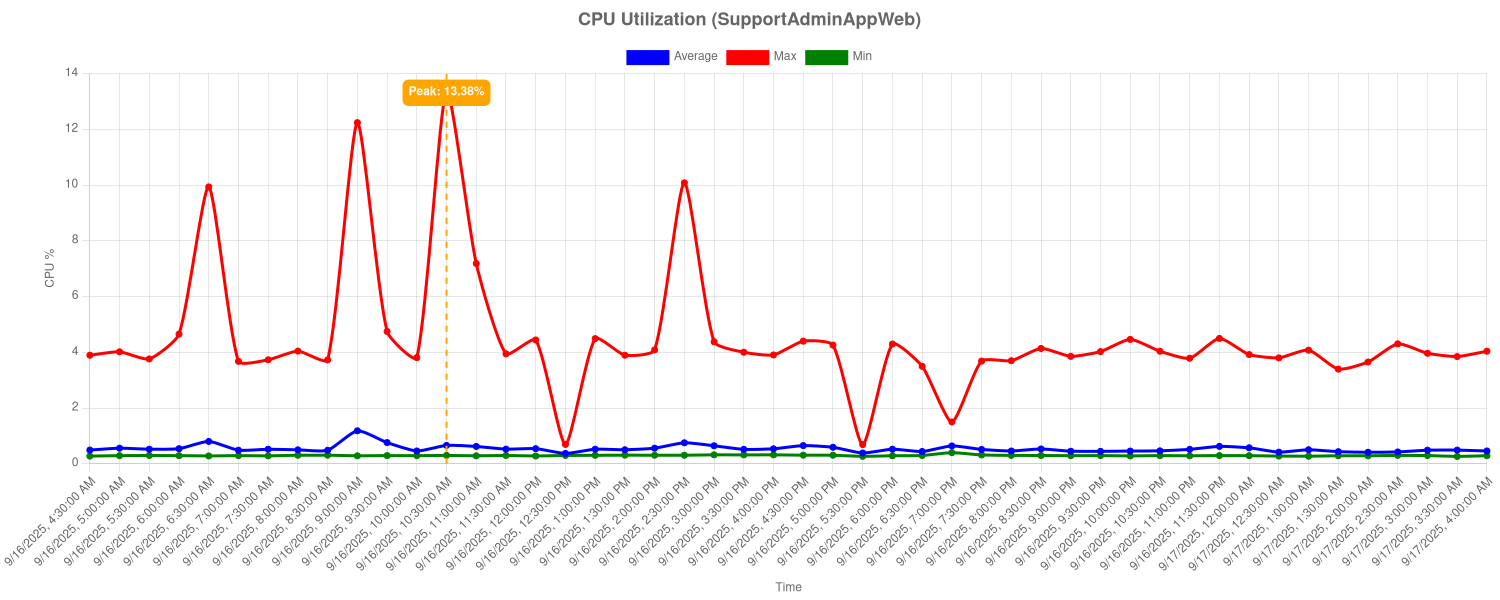 CPU Utilization (SupportAdminAppWeb)
Average
Max
Min
Peak: 13.38%
CPU %
14
12
10
8
6
4
2
0
9/16/2025, 4:30:00 AM
9/16/2025, 5:00:00 AM
9/16/2025, 5:30:00 AM
9/16/2025, 6:00:00 AM
9/16/2025, 6:30:00 AM
9/16/2025, 7:00:00 AM
9/16/2025, 7:30:00 AM
9/16/2025, 8:00:00 AM
9/16/2025, 8:30:00 AM
9/16/2025, 9:00:00 AM
9/16/2025, 9:30:00 AM
9/16/2025, 10:00:00 AM
9/16/2025, 10:30:00 AM
9/16/2025, 11:00:00 AM
9/16/2025, 11:30:00 AM
9/16/2025, 12:00:00 PM
9/16/2025, 12:30:00 PM
9/16/2025, 1:00:00 PM
9/16/2025, 1:30:00 PM
9/16/2025, 2:00:00 PM
9/16/2025, 2:30:00 PM
9/16/2025, 3:00:00 PM
9/16/2025, 3:30:00 PM
9/16/2025, 4:00:00 PM
9/16/2025, 4:30:00 PM
9/16/2025, 5:00:00 PM
9/16/2025, 5:30:00 PM
9/16/2025, 6:00:00 PM
9/16/2025, 6:30:00 PM
9/16/2025, 7:00:00 PM
9/16/2025, 7:30:00 PM
9/16/2025, 8:00:00 PM
9/16/2025, 8:30:00 PM
9/16/2025, 9:00:00 PM
9/16/2025, 9:30:00 PM
9/16/2025, 10:00:00 PM
9/16/2025, 10:30:00 PM
9/16/2025, 11:00:00 PM
9/16/2025, 11:30:00 PM
9/17/2025, 12:00:00 AM
9/17/2025, 12:30:00 AM
9/17/2025, 1:00:00 AM
9/17/2025, 1:30:00 AM
9/17/2025, 2:00:00 AM
9/17/2025, 2:30:00 AM
9/17/2025, 3:00:00 AM
9/17/2025, 3:30:00 AM
9/17/2025, 4:00:00 AM
Time